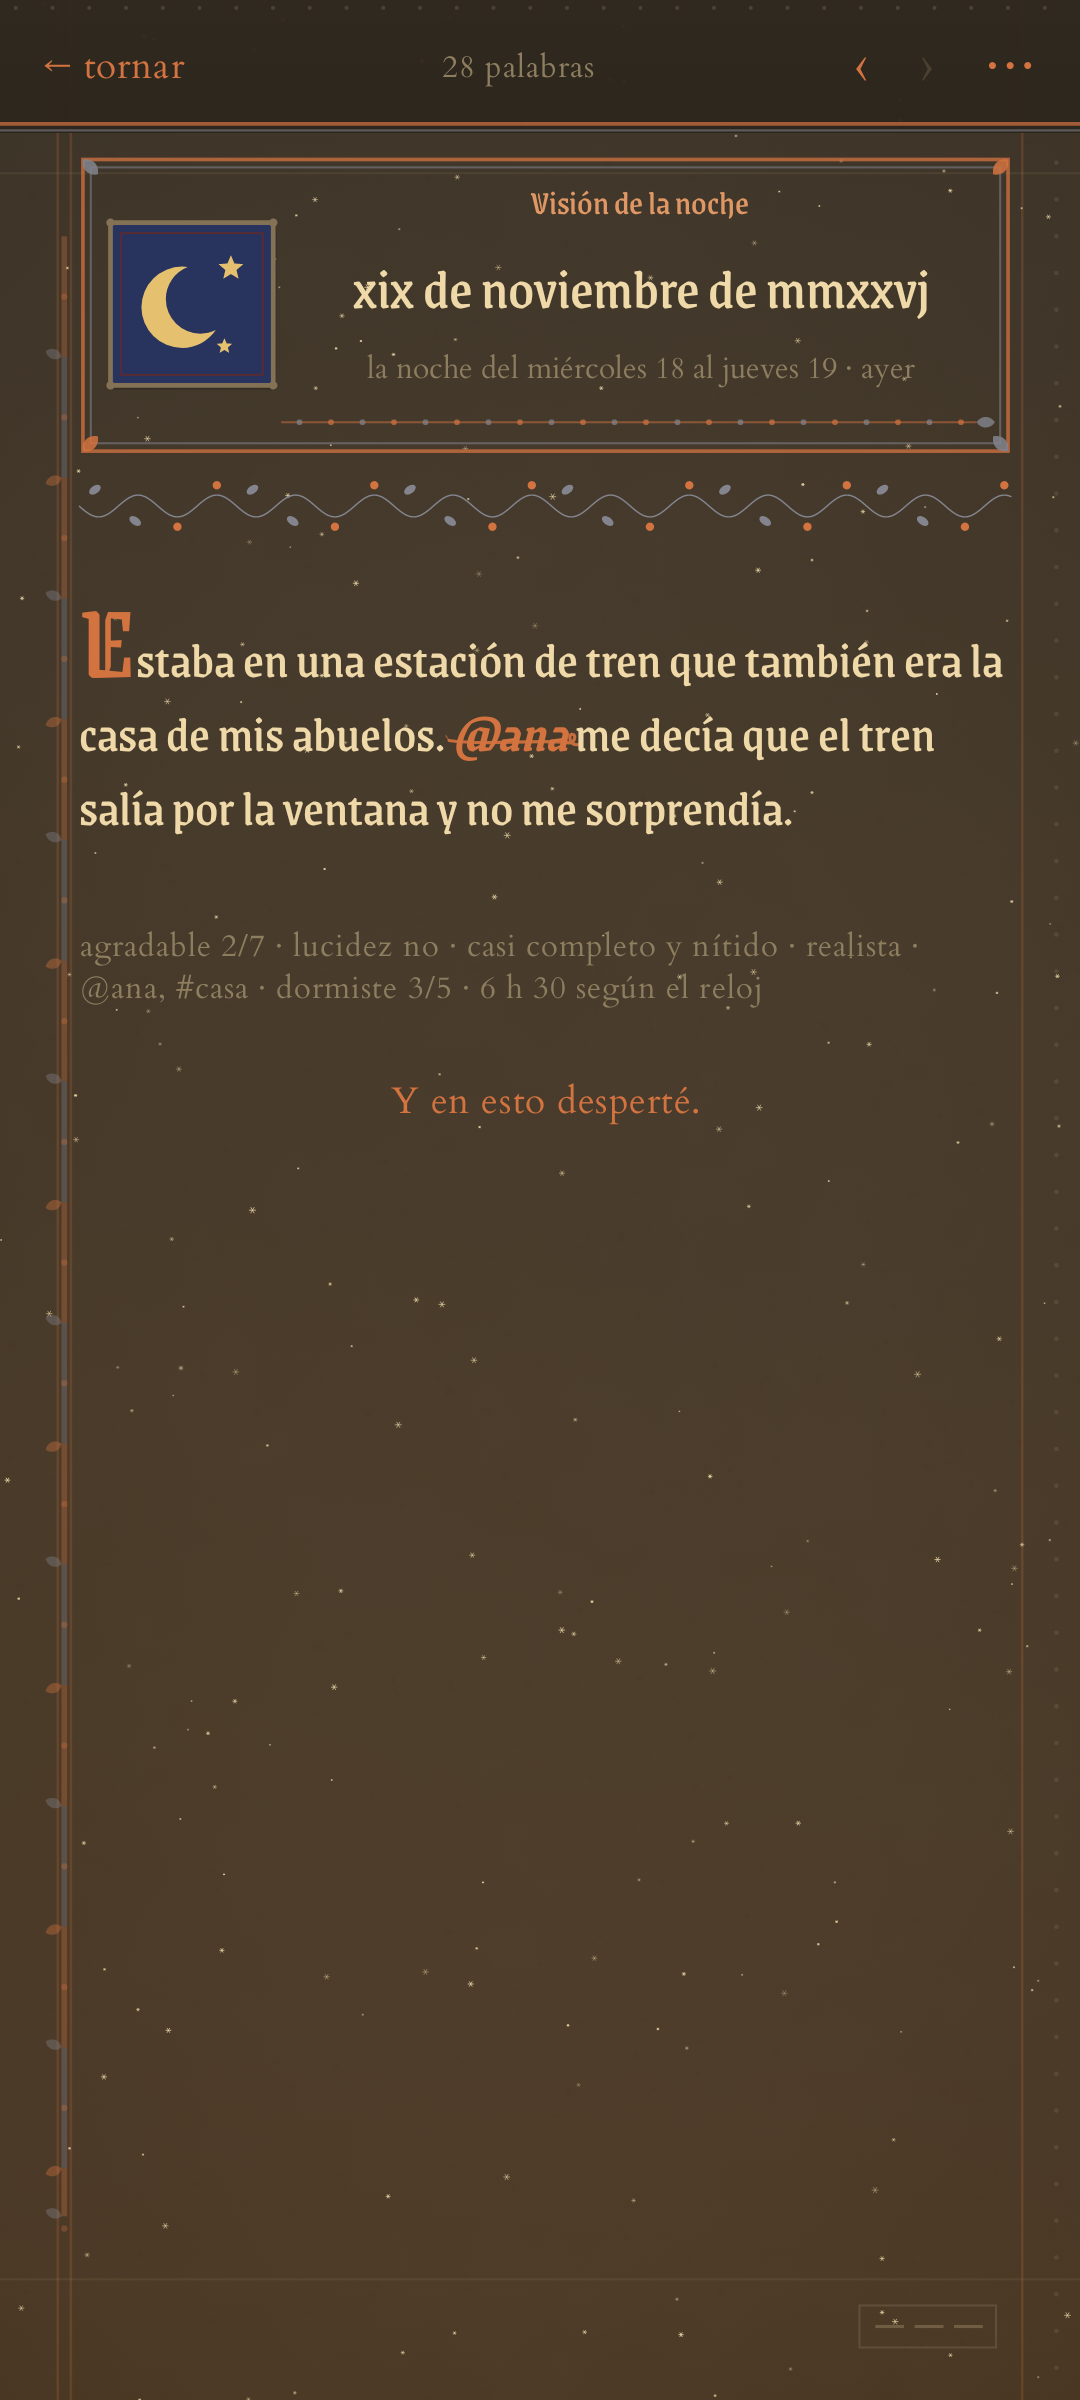 ← tornar
28 palabras
‹ › •••
Visión de la noche
xix de noviembre de mmxxvj
la noche del miércoles 18 al jueves 19 · ayer
Estaba en una estación de tren que también era la
casa de mis abuelos. @ana me decía que el tren
salía por la ventana y no me sorprendía.
agradable 2/7 · lucidez no · casi completo y nítido · realista ·
@ana, #casa · dormiste 3/5 · 6 h 30 según el reloj
Y en esto desperté.